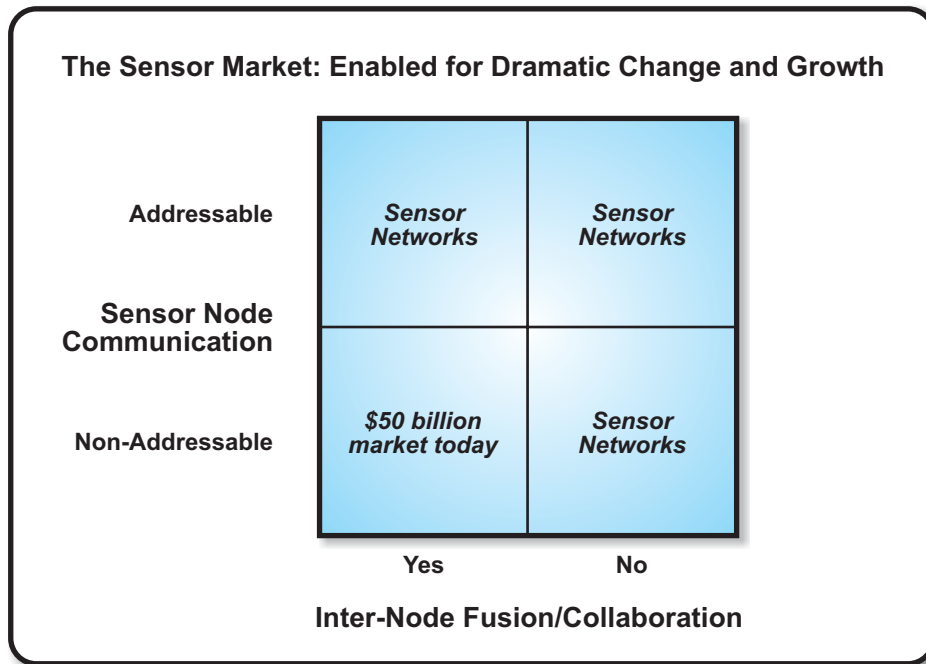 The Sensor Market: Enabled for Dramatic Change and Growth
Addressable
Sensor
Networks
Sensor
Networks
Sensor Node
Communication
Non-Addressable
$50 billion
market today
Sensor
Networks
Yes
No
Inter-Node Fusion/Collaboration